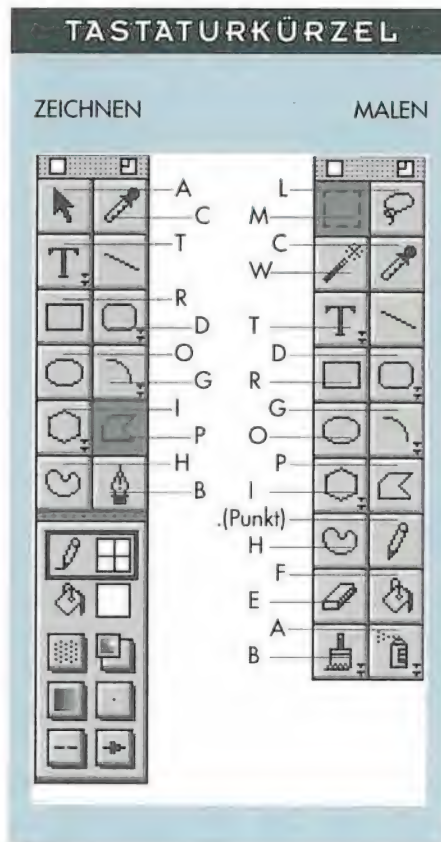 TASTATURKÜRZEL
ZEICHNEN
MALEN
A
C
T
R
D
O
G
I
P
H
B
L
M
C
W
T
D
R
G
O
P
I
.(Punkt)
H
F
E
A
B